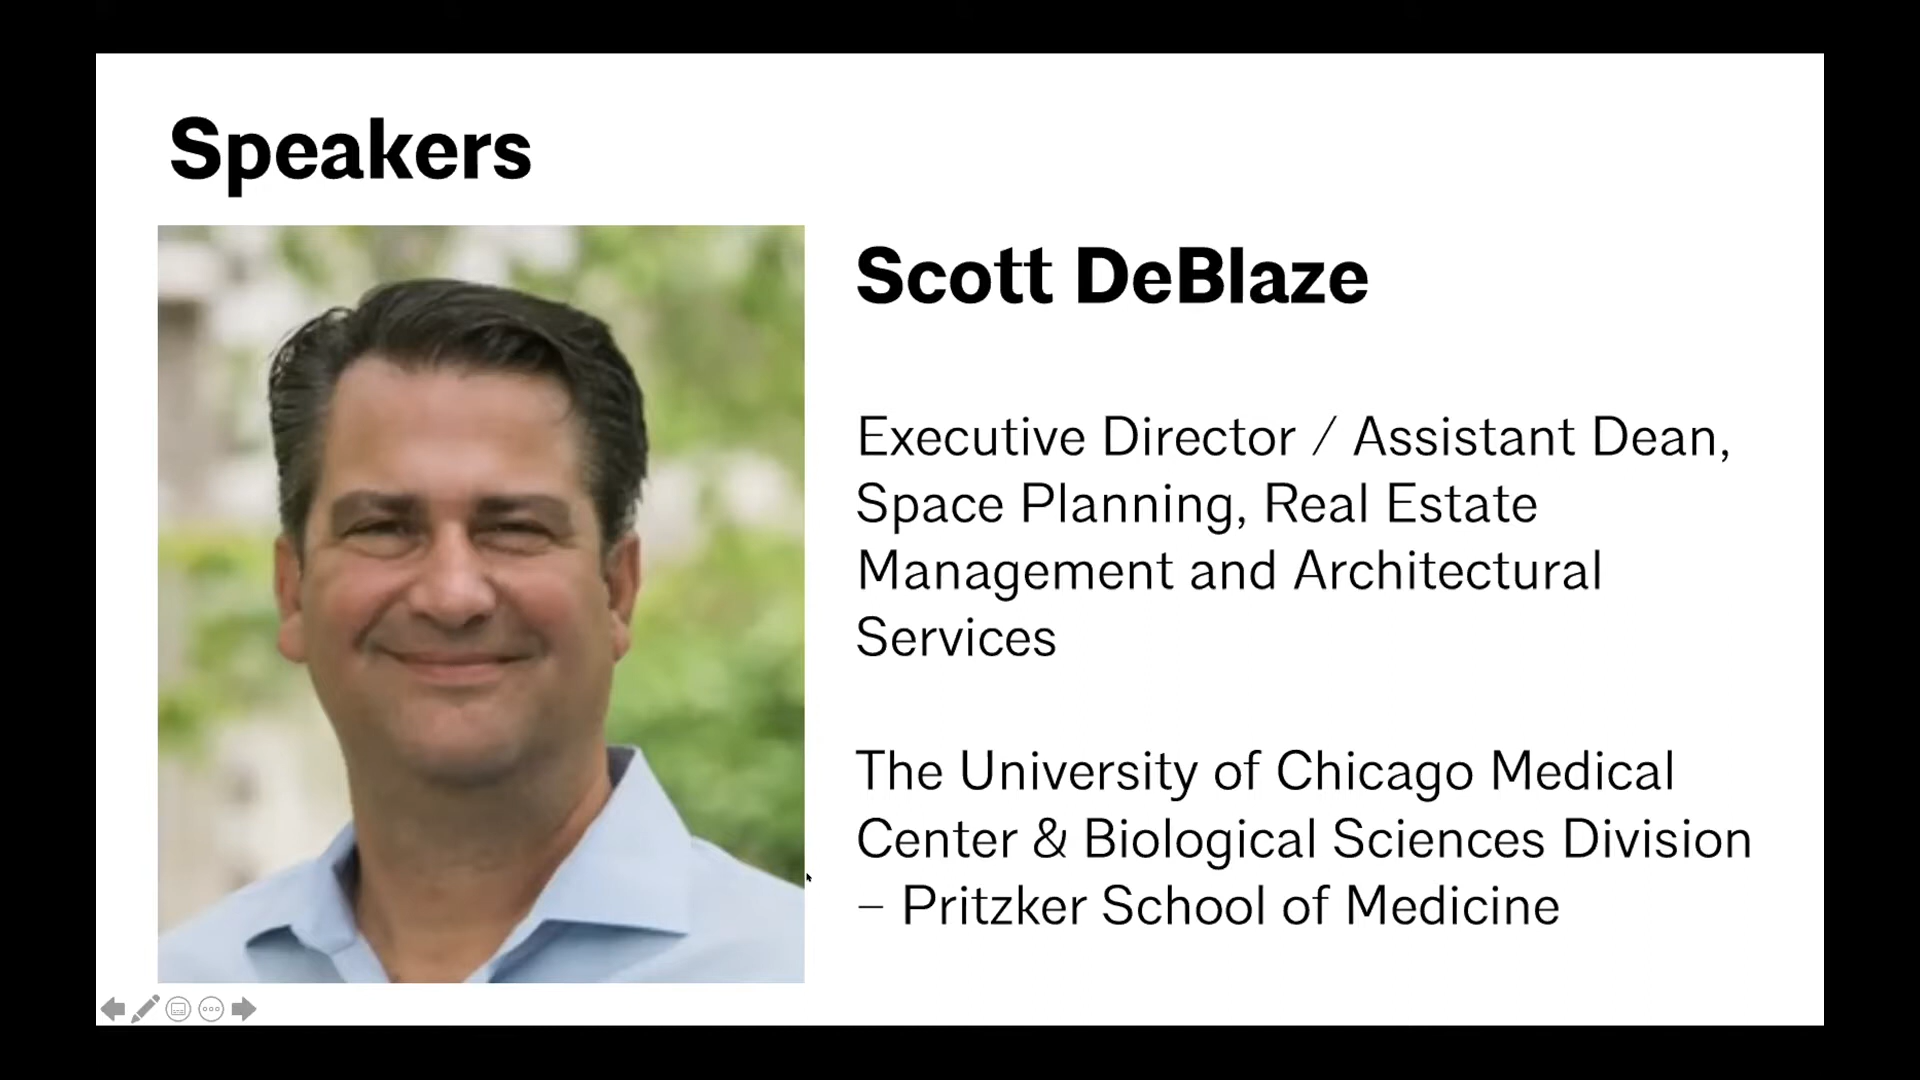 Speakers
Scott DeBlaze
Executive Director / Assistant Dean,
Space Planning, Real Estate
Management and Architectural
Services
The University of Chicago Medical
Center & Biological Sciences Division
– Pritzker School of Medicine